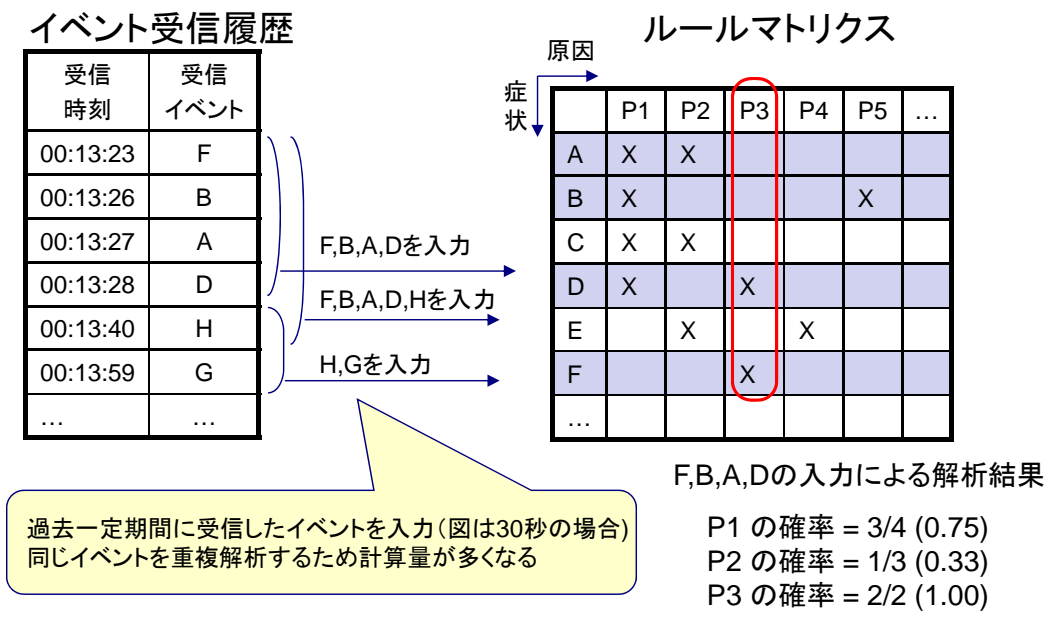 イベント受信履歴
受信時刻 受信イベント
00:13:23 F
00:13:26 B
00:13:27 A
00:13:28 D
00:13:40 H
00:13:59 G
… …
F,B,A,Dを入力
F,B,A,D,Hを入力
H,Gを入力
過去一定期間に受信したイベントを入力(図は30秒の場合)
同じイベントを重複解析するため計算量が多くなる
ルールマトリクス
原因
症状
P1 P2 P3 P4 P5 …
A X X
B X X
C X X
D X X
E X X
F X
…
F,B,A,Dの入力による解析結果
P1 の確率 = 3/4 (0.75)
P2 の確率 = 1/3 (0.33)
P3 の確率 = 2/2 (1.00)